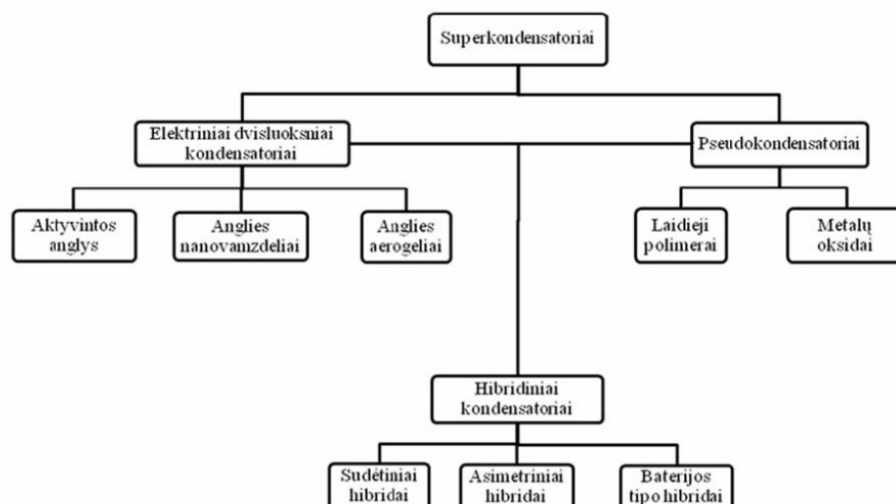 Superkondensatoriai
Elektriniai dvisluoksniai
kondensatoriai
Pseudokondensatoriai
Aktyvintos
anglys
Anglies
nanovamzdeliai
Anglies
aerogeliai
Laidieji
polimerai
Metalų
oksidai
Hibridiniai
kondensatoriai
Sudėtiniai
hibridai
Asimetriniai
hibridai
Baterijos
tipo hibridai